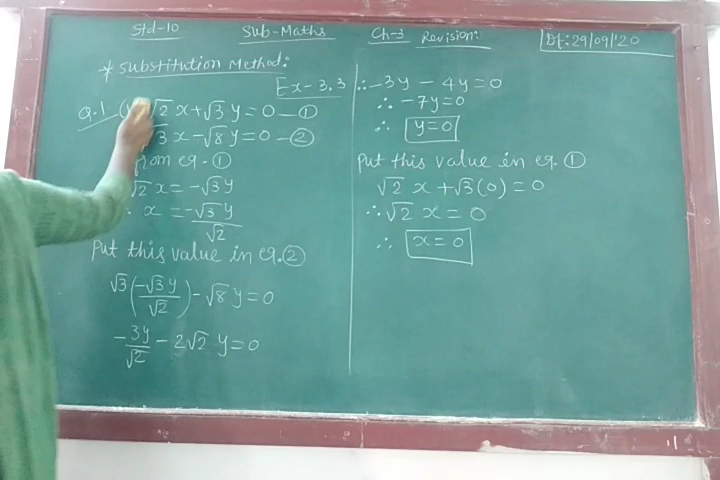 Std-10 Sub-Maths Ch-3 Revision: Dt:29/09/'20
* Substitution Method:
Ex-3.3
Q.1 √2 x + √3 y = 0 — ①
3 x - √8 y = 0 — ②
from eq. ①
√2 x = -√3 y
x = -√3 y / √2
Put this value in eq. ②
√3 (-√3 y / √2) - √8 y = 0
-3y / √2 - 2√2 y = 0
∴ -3y - 4y = 0
∴ -7y = 0
∴ y = 0
Put this value in eq. ①
√2 x + √3 (0) = 0
∴ √2 x = 0
∴ x = 0